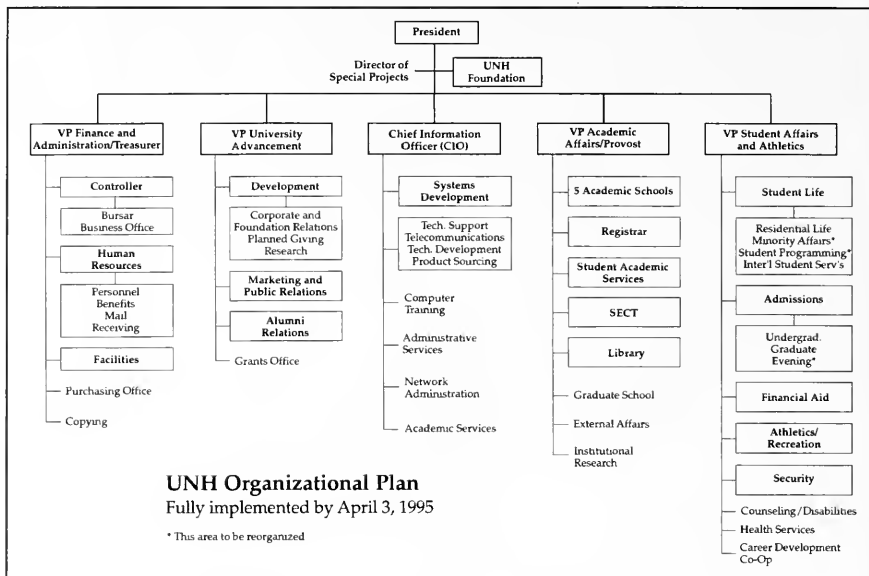 President
Director of
Special Projects
UNH
Foundation
VP Finance and
Administration/Treasurer
Controller
Bursar
Business Office
Human
Resources
Personnel
Benefits
Mail
Receiving
Facilities
Purchasing Office
Copying
VP University
Advancement
Development
Corporate and
Foundation Relations
Planned Giving
Research
Marketing and
Public Relations
Alumni
Relations
Grants Office
Chief Information
Officer (CIO)
Systems
Development
Tech. Support
Telecommunications
Tech. Development
Product Sourcing
Computer
Training
Administrative
Services
Network
Administration
Academic Services
VP Academic
Affairs/Provost
5 Academic Schools
Registrar
Student Academic
Services
SECT
Library
Graduate School
External Affairs
Institutional
Research
VP Student Affairs
and Athletics
Student Life
Residential Life
Minority Affairs*
Student Programming*
Inter'l Student Serv's
Admissions
Undergrad.
Graduate
Evening*
Financial Aid
Athletics/
Recreation
Security
Counseling/Disabilities
Health Services
Career Development
Co-Op
UNH Organizational Plan
Fully implemented by April 3, 1995
* This area to be reorganized